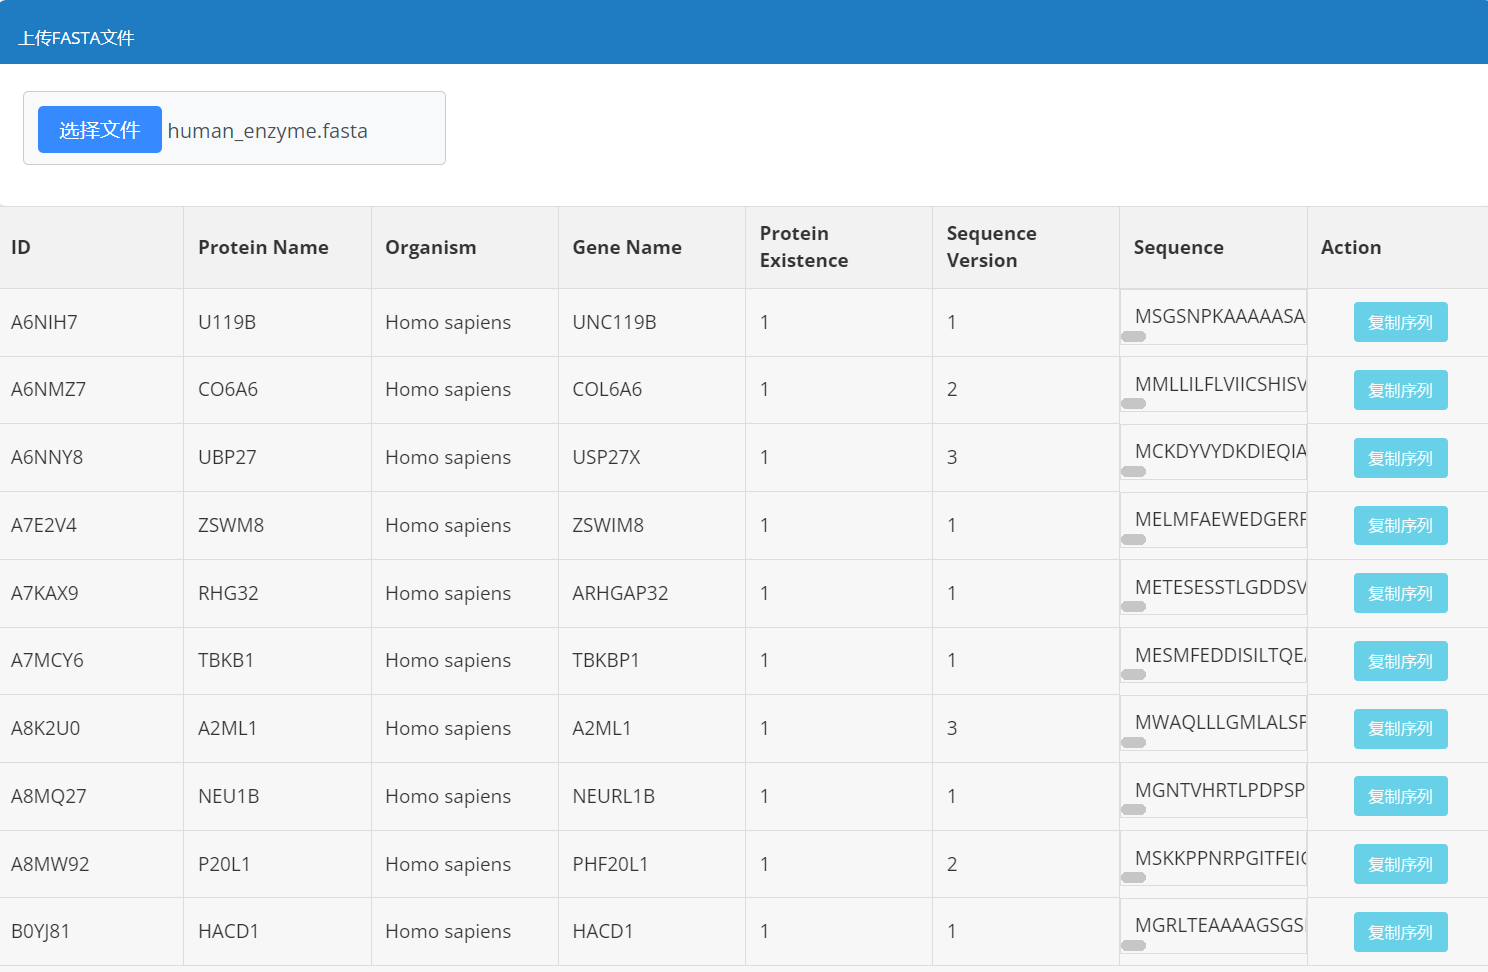 上传FASTA文件
选择文件 human_enzyme.fasta
ID Protein Name Organism Gene Name Protein Existence Sequence Version Sequence Action
A6NIH7 U119B Homo sapiens UNC119B 1 1 MSGSNPKAAAAASA 复制序列
A6NMZ7 CO6A6 Homo sapiens COL6A6 1 2 MMLLILFLVIICSHISV 复制序列
A6NNY8 UBP27 Homo sapiens USP27X 1 3 MCKDYVYDKDIEQIA 复制序列
A7E2V4 ZSWM8 Homo sapiens ZSWIM8 1 1 MELMFAEWEDGERF 复制序列
A7KAX9 RHG32 Homo sapiens ARHGAP32 1 1 METESESSTLGDDSV 复制序列
A7MCY6 TBKB1 Homo sapiens TBKBP1 1 1 MESMFEDDISILTQEA 复制序列
A8K2U0 A2ML1 Homo sapiens A2ML1 1 3 MWAQLLLGMLALSP 复制序列
A8MQ27 NEU1B Homo sapiens NEURL1B 1 1 MGNTVHRTLPDPSP 复制序列
A8MW92 P20L1 Homo sapiens PHF20L1 1 2 MSKKPPNRPGITFEI 复制序列
B0YJ81 HACD1 Homo sapiens HACD1 1 1 MGRLTEAAAAGSGS 复制序列